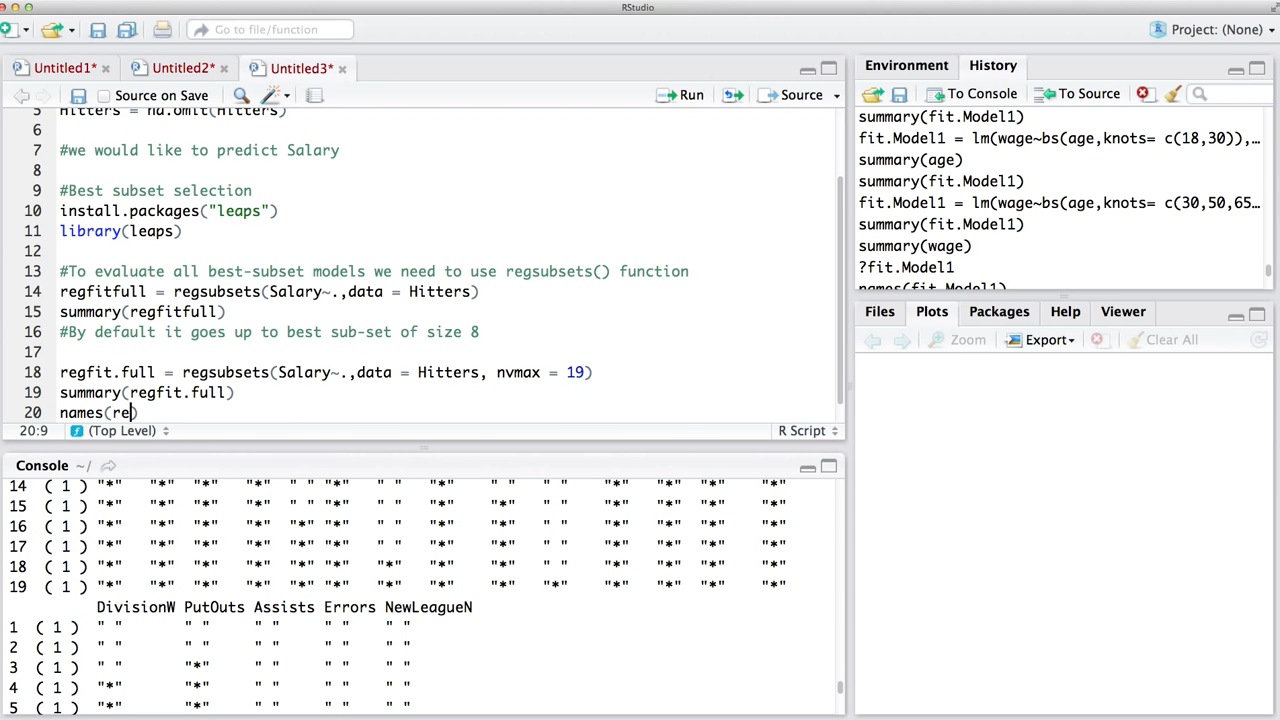 RStudio
Go to file/function
Project: (None)
Untitled1*
Untitled2*
Untitled3*
Source on Save
Run
Source
5 Hitters = na.omit(Hitters)
6
7 #we would like to predict Salary
8
9 #Best subset selection
10 install.packages("leaps")
11 library(leaps)
12
13 #To evaluate all best-subset models we need to use regsubsets() function
14 regfitfull = regsubsets(Salary~.,data = Hitters)
15 summary(regfitfull)
16 #By default it goes up to best sub-set of size 8
17
18 regfit.full = regsubsets(Salary~.,data = Hitters, nvmax = 19)
19 summary(regfit.full)
20 names(re)
20:9 (Top Level) R Script
Console ~/
14 ( 1 ) "*" "*" "*" "*" " " "*" " " "*" " " " " "*" "*" "*" "*"
15 ( 1 ) "*" "*" "*" "*" " " "*" " " "*" "*" " " "*" "*" "*" "*"
16 ( 1 ) "*" "*" "*" "*" "*" "*" " " "*" "*" " " "*" "*" "*" "*"
17 ( 1 ) "*" "*" "*" "*" "*" "*" " " "*" "*" " " "*" "*" "*" "*"
18 ( 1 ) "*" "*" "*" "*" "*" "*" "*" "*" "*" " " "*" "*" "*" "*"
19 ( 1 ) "*" "*" "*" "*" "*" "*" "*" "*" "*" "*" "*" "*" "*" "*"
DivisionW PutOuts Assists Errors NewLeagueN
1 ( 1 ) " " " " " " " " " "
2 ( 1 ) " " " " " " " " " "
3 ( 1 ) " " "*" " " " " " "
4 ( 1 ) "*" "*" " " " " " "
5 ( 1 ) "*" "*" " " " " " "
Environment
History
To Console
To Source
summary(fit.Model1)
fit.Model1 = lm(wage~bs(age,knots= c(18,30)),…
summary(age)
summary(fit.Model1)
fit.Model1 = lm(wage~bs(age,knots= c(30,50,65…
summary(fit.Model1)
summary(wage)
?fit.Model1
names(fit.Model1)
Files
Plots
Packages
Help
Viewer
Zoom
Export
Clear All